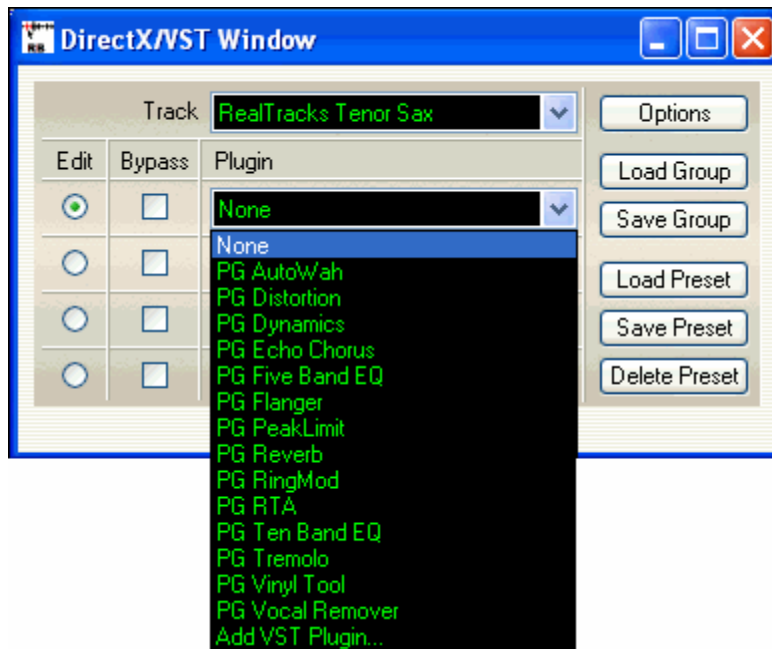 RB DirectX/VST Window
Track RealTracks Tenor Sax Options
Edit Bypass Plugin Load Group
None Save Group
None
PG AutoWah Load Preset
PG Distortion
PG Dynamics Save Preset
PG Echo Chorus
PG Five Band EQ Delete Preset
PG Flanger
PG PeakLimit
PG Reverb
PG RingMod
PG RTA
PG Ten Band EQ
PG Tremolo
PG Vinyl Tool
PG Vocal Remover
Add VST Plugin...